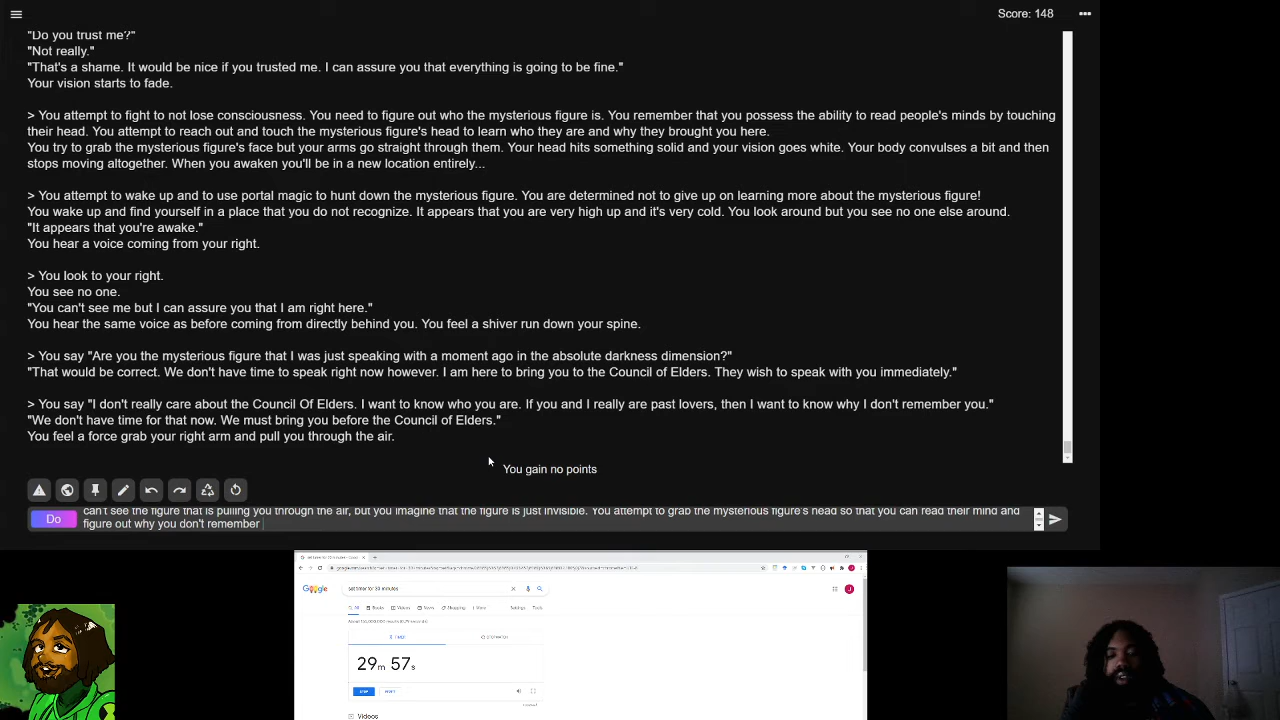 Score: 148
"Do you trust me?"
"Not really."
"That's a shame. It would be nice if you trusted me. I can assure you that everything is going to be fine."
Your vision starts to fade.
> You attempt to fight to not lose consciousness. You need to figure out who the mysterious figure is. You remember that you possess the ability to read people's minds by touching
their head. You attempt to reach out and touch the mysterious figure's head to learn who they are and why they brought you here.
You try to grab the mysterious figure's face but your arms go straight through them. Your head hits something solid and your vision goes white. Your body convulses a bit and then
stops moving altogether. When you awaken you'll be in a new location entirely...
> You attempt to wake up and to use portal magic to hunt down the mysterious figure. You are determined not to give up on learning more about the mysterious figure!
You wake up and find yourself in a place that you do not recognize. It appears that you are very high up and it's very cold. You look around but you see no one else around.
"It appears that you're awake."
You hear a voice coming from your right.
> You look to your right.
You see no one.
"You can't see me but I can assure you that I am right here."
You hear the same voice as before coming from directly behind you. You feel a shiver run down your spine.
> You say "Are you the mysterious figure that I was just speaking with a moment ago in the absolute darkness dimension?"
"That would be correct. We don't have time to speak right now however. I am here to bring you to the Council of Elders. They wish to speak with you immediately."
> You say "I don't really care about the Council Of Elders. I want to know who you are. If you and I really are past lovers, then I want to know why I don't remember you."
"We don't have time for that now. We must bring you before the Council of Elders."
You feel a force grab your right arm and pull you through the air.
You gain no points
Do
can't see the figure that is pulling you through the air, but you imagine that the figure is just invisible. You attempt to grab the mysterious figure's head so that you can read their mind and
figure out why you don't remember
Google
set timer for 30 minutes
All Books Videos News Shopping More Settings Tools
TIMER STOPWATCH
29m 57s
STOP RESET
Videos